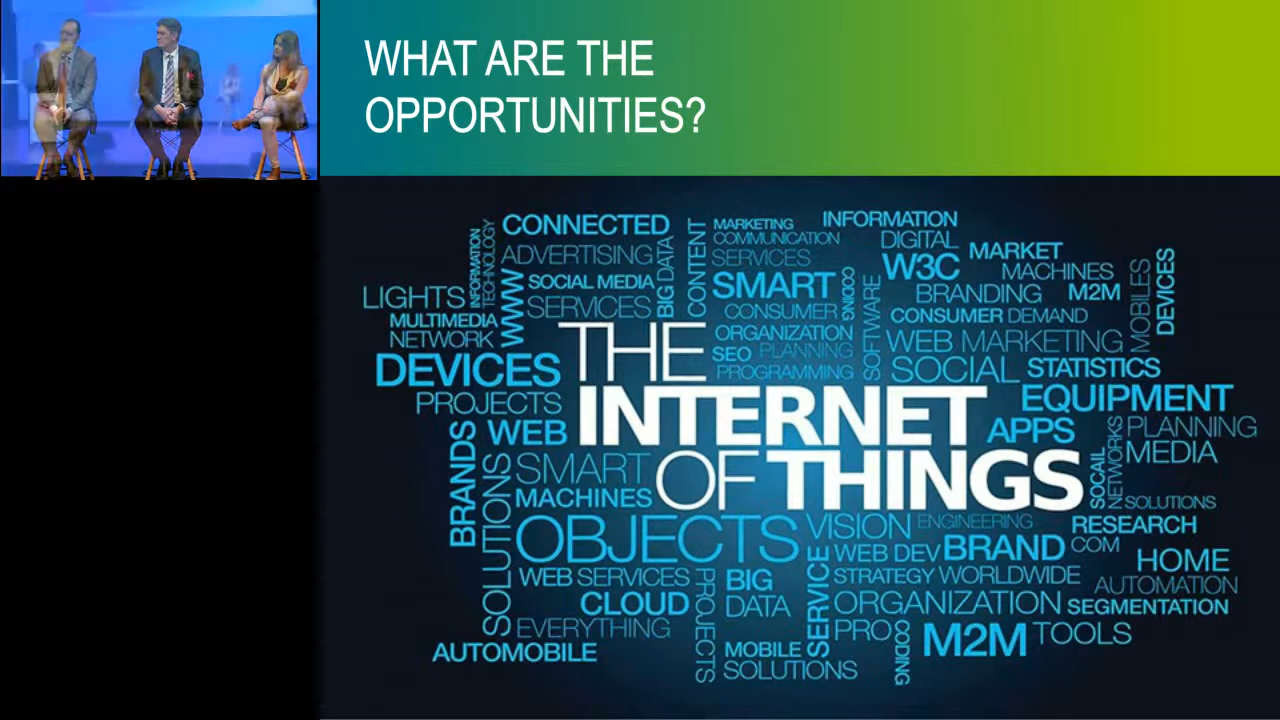 WHAT ARE THE
OPPORTUNITIES?
CONNECTED
MARKETING
INFORMATION
INFORMATION
TECHNOLOGY
ADVERTISING
BIG DATA
CONTENT
COMMUNICATION
DIGITAL
MARKET
SERVICES
W3C
MACHINES
MOBILES
DEVICES
LIGHTS
WWW
SOCIAL MEDIA
SMART
CODING
SOFTWARE
BRANDING
M2M
SERVICES
CONSUMER
CONSUMER DEMAND
MULTIMEDIA
NETWORK
THE
ORGANIZATION
WEB MARKETING
SEO PLANNING
PROGRAMMING
SOCIAL
STATISTICS
DEVICES
PROJECTS
INTERNET
EQUIPMENT
WEB
APPS
PLANNING
BRANDS
SOLUTIONS
SMART
OF THINGS
SOCAIL
NETWORKS
MEDIA
MACHINES
SOLUTIONS
OBJECTS
VISION
ENGINEERING
RESEARCH
WEB DEV
BRAND
COM
HOME
WEB SERVICES
PROJECTS
BIG
DATA
SERVICE
STRATEGY
WORLDWIDE
AUTOMATION
CLOUD
ORGANIZATION
SEGMENTATION
EVERYTHING
PRO
CODING
M2M
TOOLS
AUTOMOBILE
MOBILE
SOLUTIONS